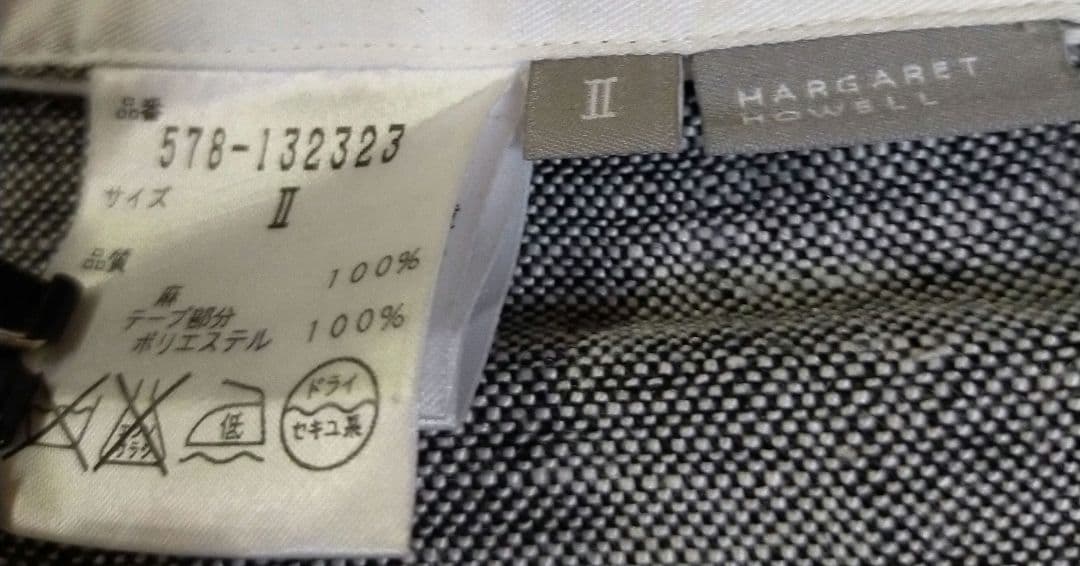 品番
578-132323
サイズ
II
品質
麻 100%
テープ部分
ポリエステル 100%
低
ドライ
セキユ系
II
MARGARET
HOWELL